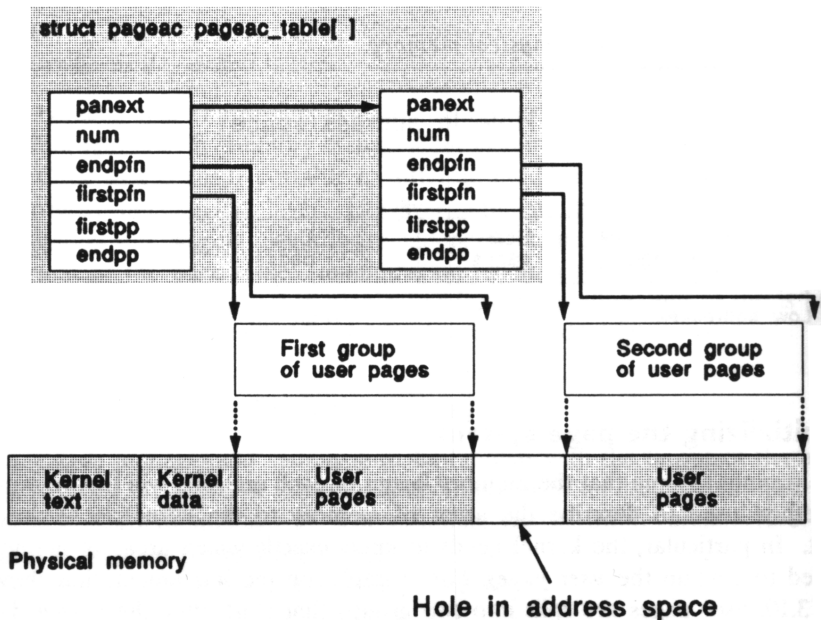 struct pageac pageac_table[ ]
panext
num
endpfn
firstpfn
firstpp
endpp
panext
num
endpfn
firstpfn
firstpp
endpp
First group
of user pages
Second group
of user pages
Kernel
text
Kernel
data
User
pages
User
pages
Physical memory
Hole in address space